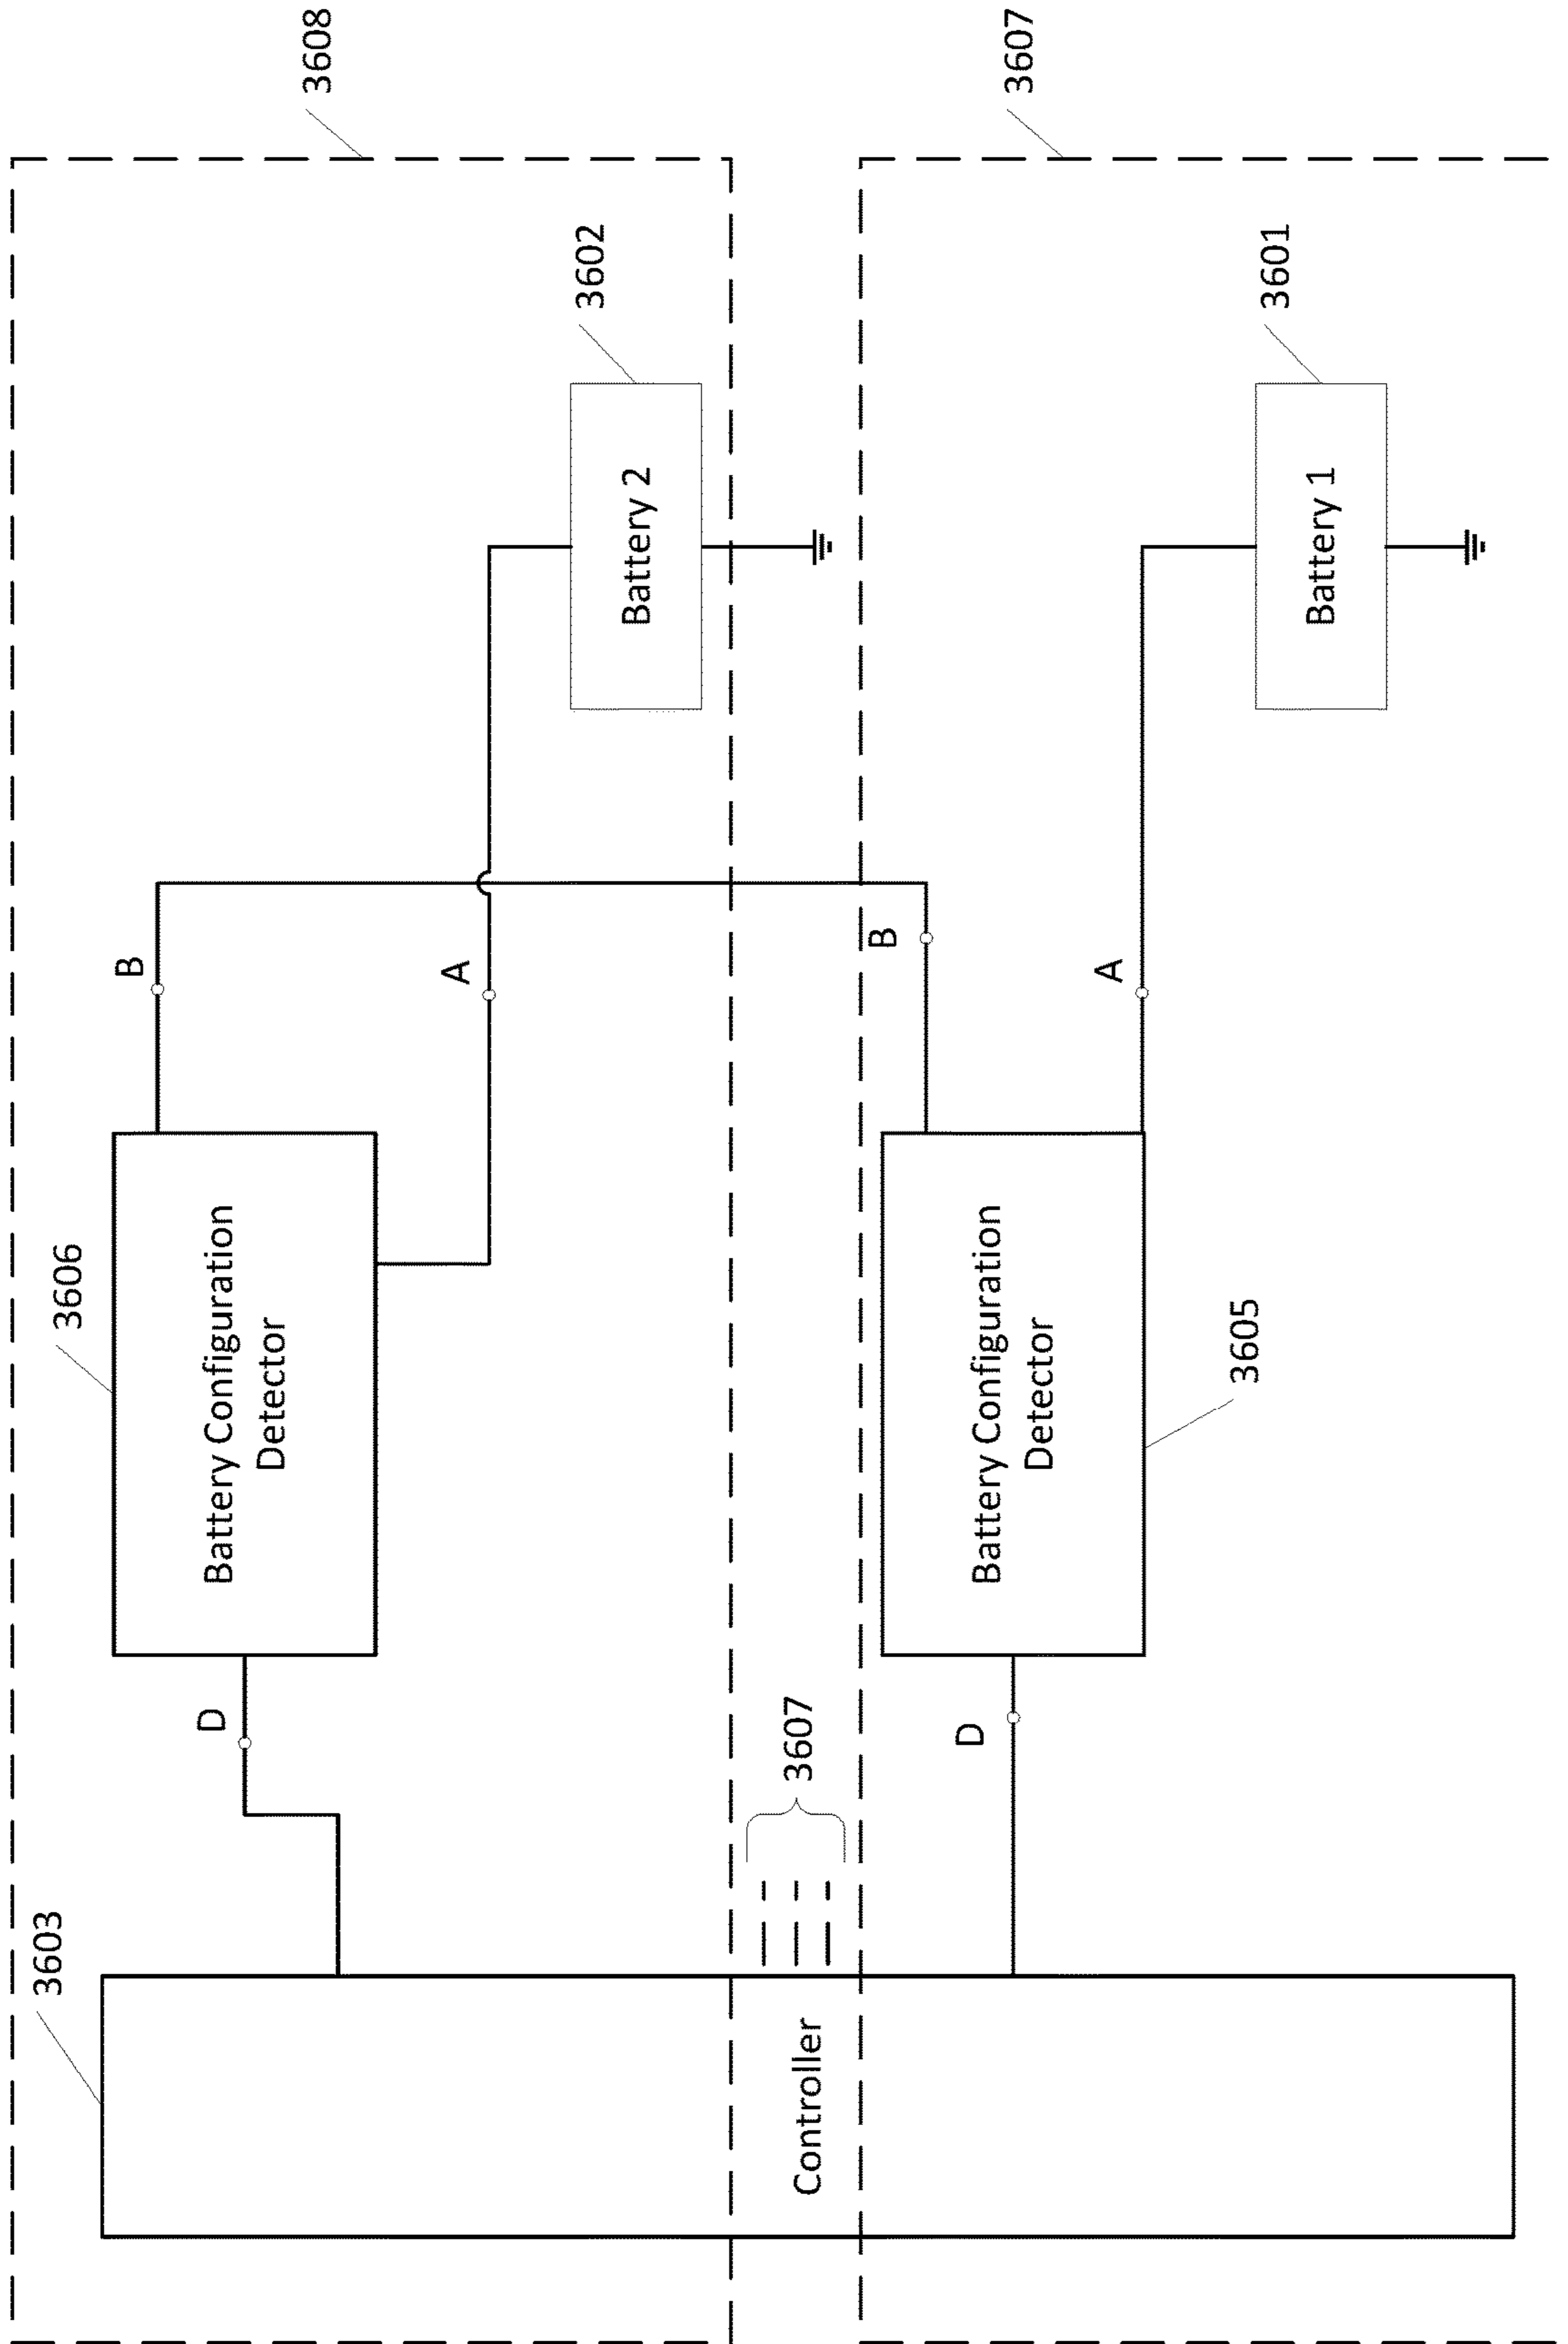 3603
Controller
3607
D
D
3606
Battery Configuration
Detector
Battery Configuration
Detector
3605
B
A
B
A
Battery 2
3602
Battery 1
3601
3608
3607